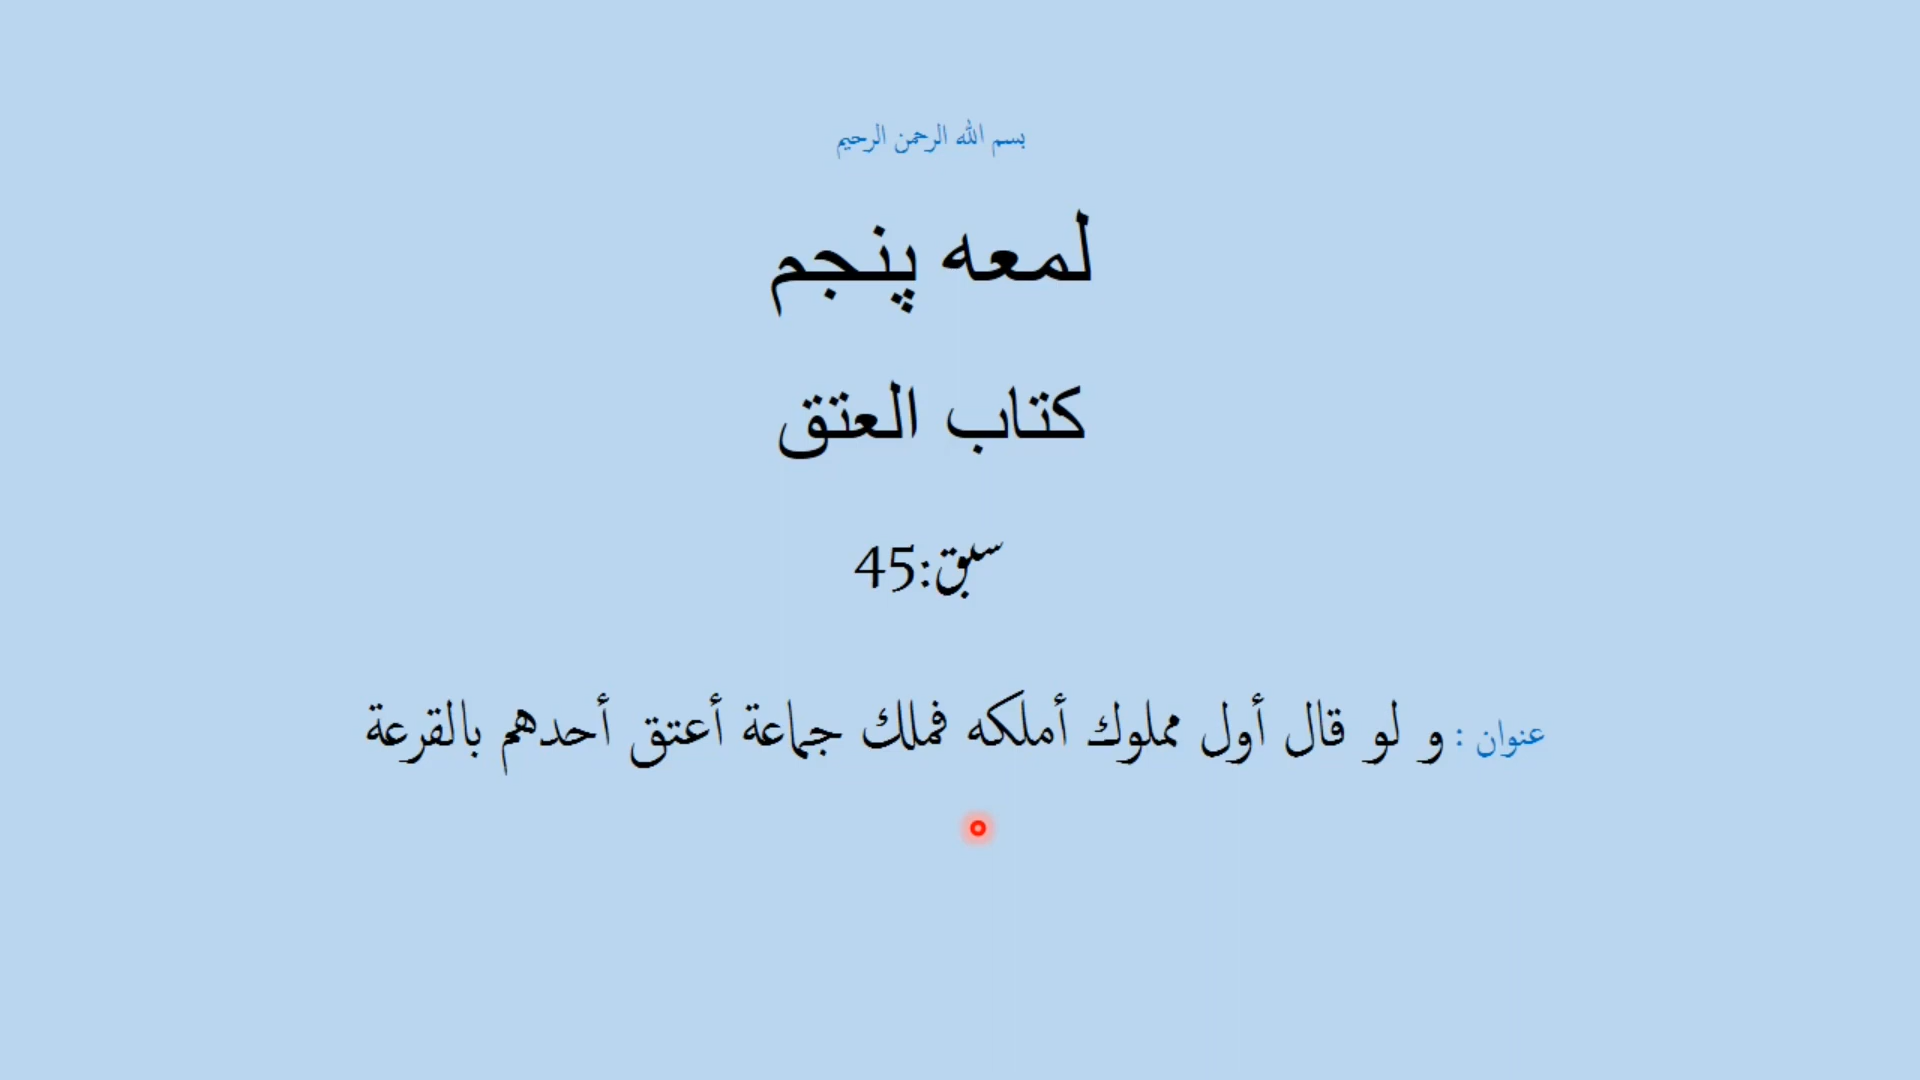 بسم الله الرحمن الرحيم
لمعه پنجم
كتاب العتق
سبق:45
عنوان : و لو قال أول مملوك أملكه فملك جماعة أعتق أحدهم بالقرعة